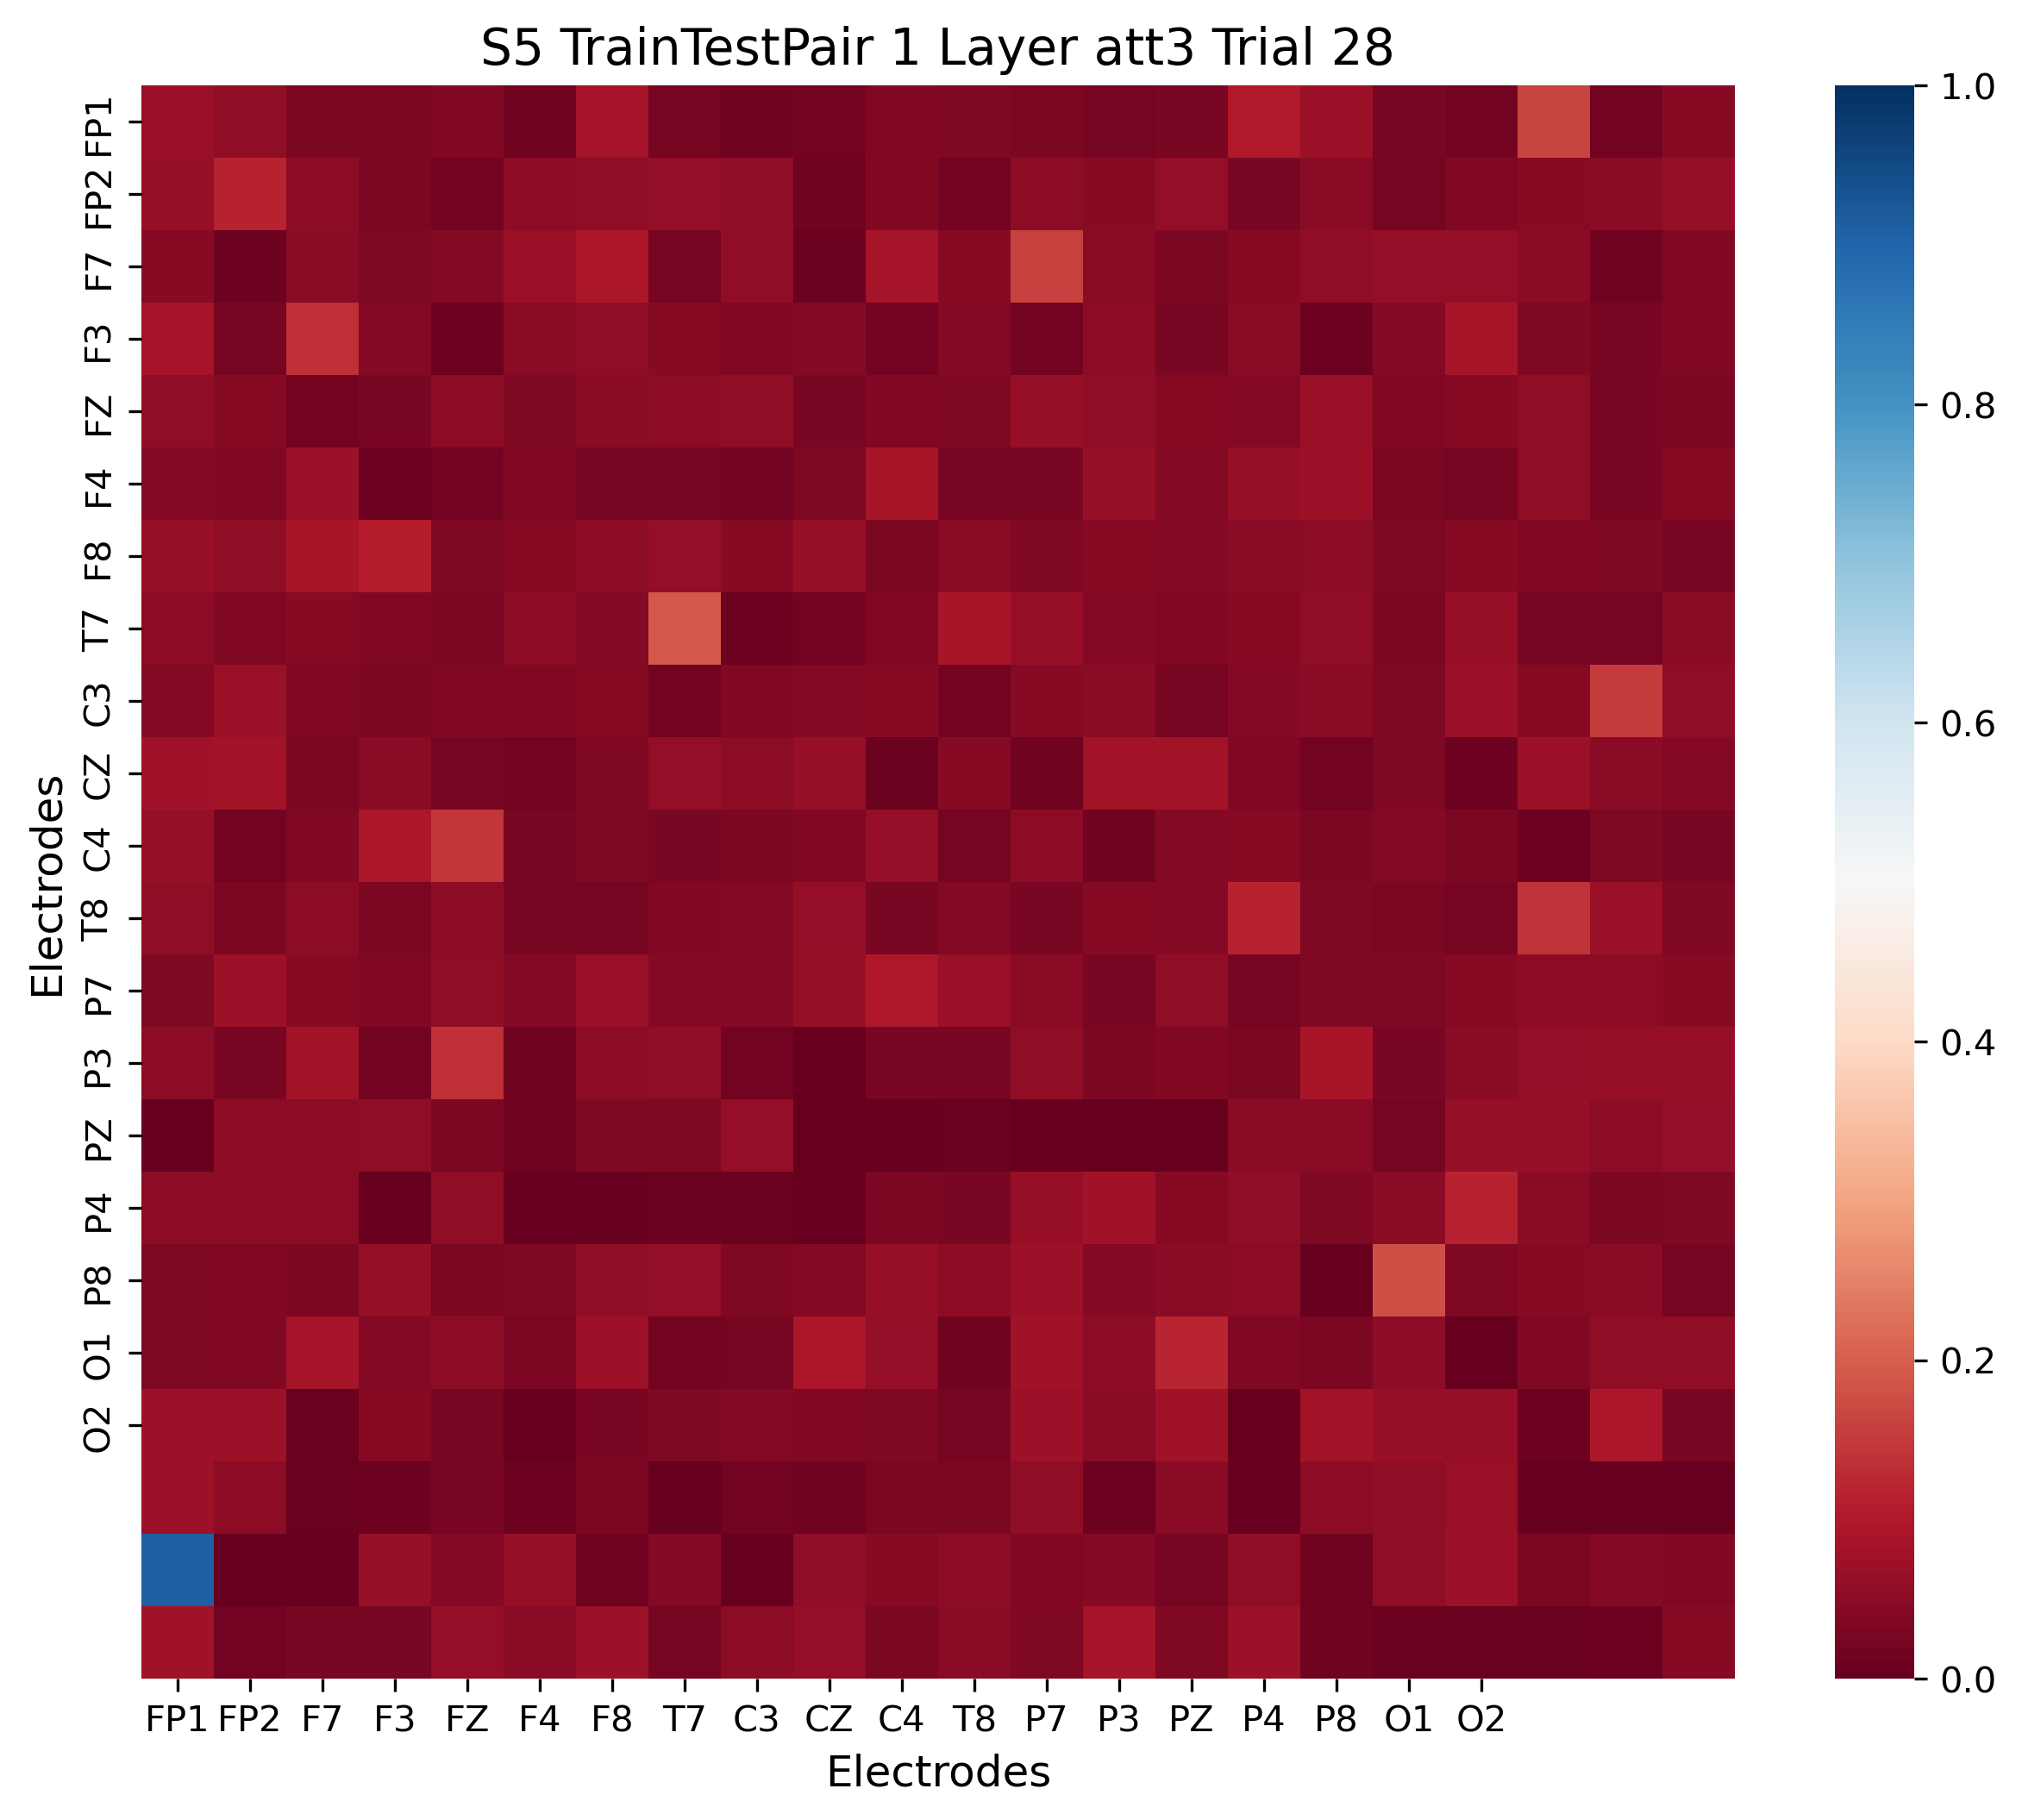 S5 TrainTestPair 1 Layer att3 Trial 28
Electrodes
FP1
FP2
F7
F3
FZ
F4
F8
T7
C3
CZ
C4
T8
P7
P3
PZ
P4
P8
O1
O2
1.0
0.8
0.6
0.4
0.2
0.0
FP1 FP2 F7 F3 FZ F4 F8 T7 C3 CZ C4 T8 P7 P3 PZ P4 P8 O1 O2
Electrodes